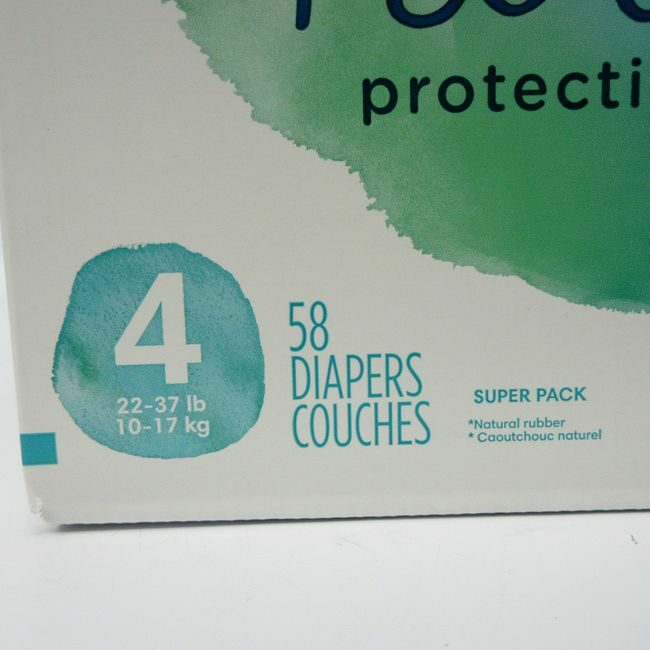 protecti
4
22-37 lb
10-17 kg
58
DIAPERS
COUCHES
SUPER PACK
*Natural rubber
* Caoutchouc naturel